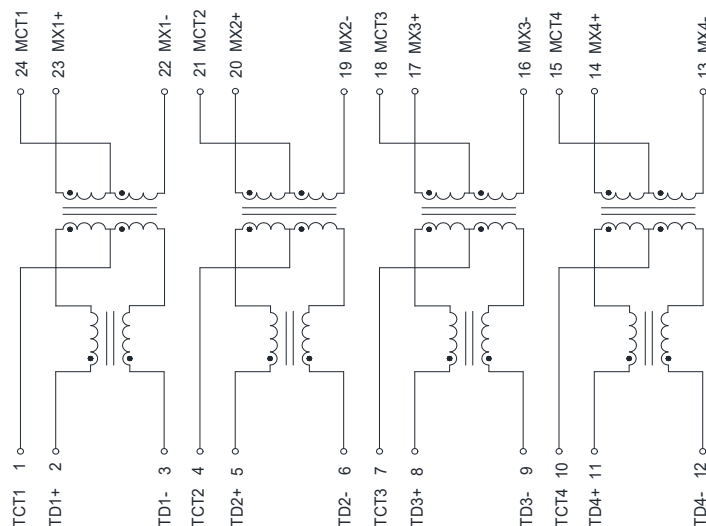 24 MCT1
23 MX1+
22 MX1-
21 MCT2
20 MX2+
19 MX2-
18 MCT3
17 MX3+
16 MX3-
15 MCT4
14 MX4+
13 MX4-
TCT1 1
TD1+ 2
TD1- 3
TCT2 4
TD2+ 5
TD2- 6
TCT3 7
TD3+ 8
TD3- 9
TCT4 10
TD4+ 11
TD4- 12